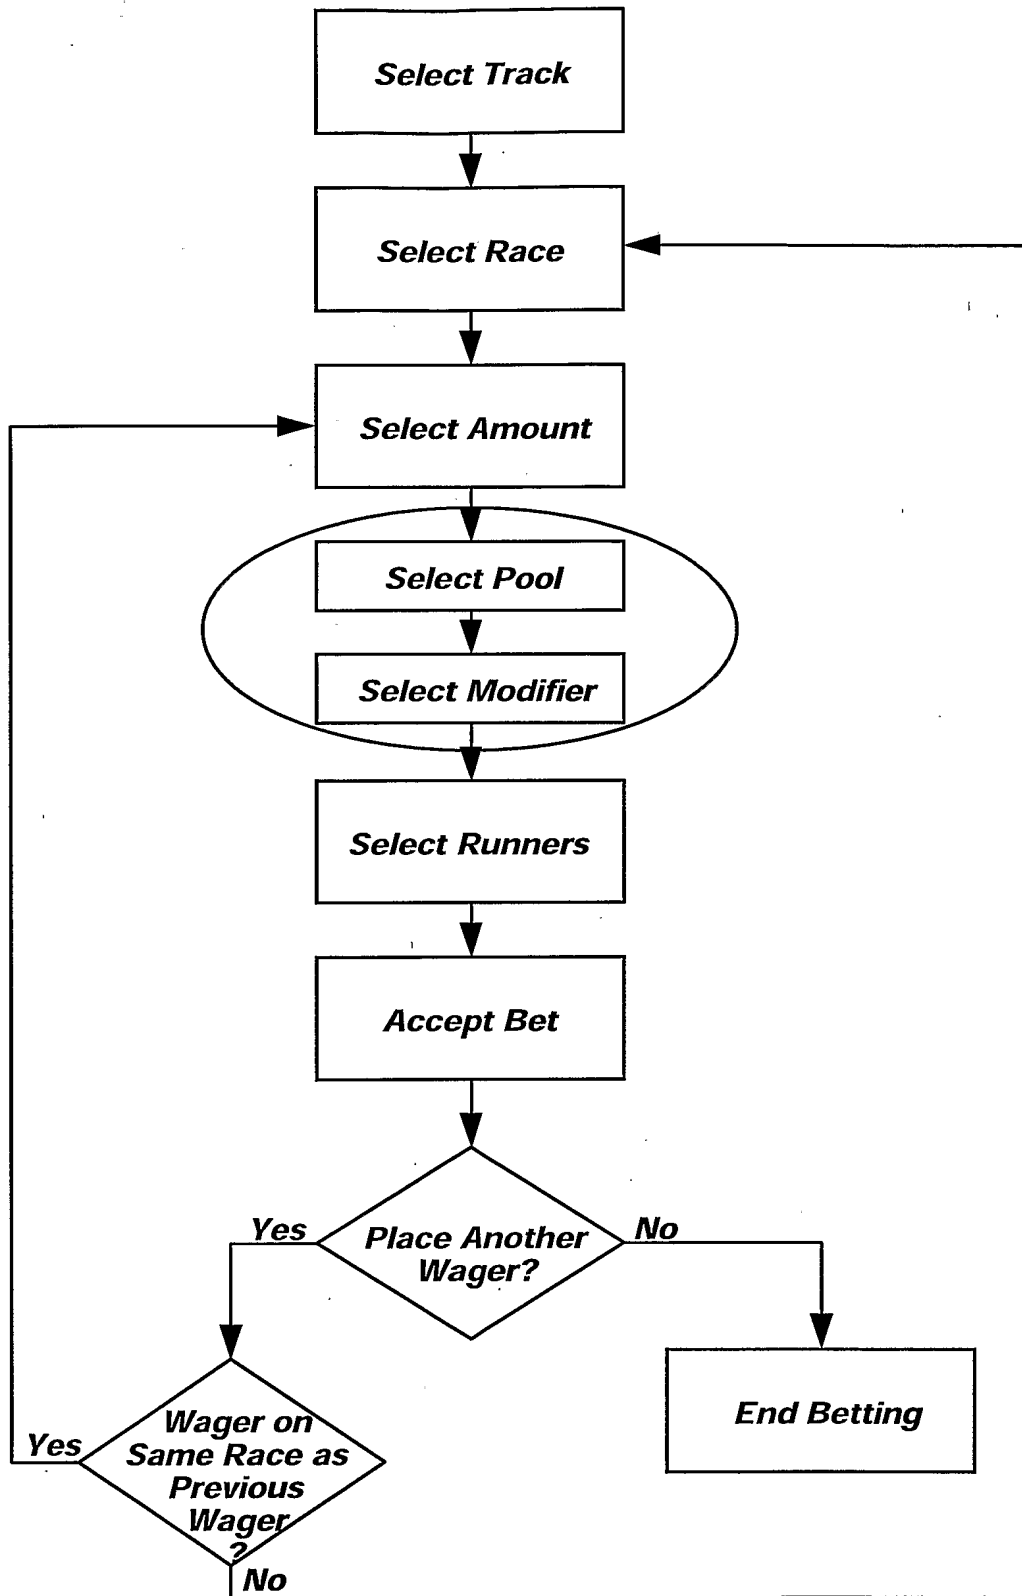 Select Track
Select Race
Select Amount
Select Pool
Select Modifier
Select Runners
Accept Bet
Yes
Place Another
Wager?
No
End Betting
Yes
Wager on
Same Race as
Previous
Wager
?
No